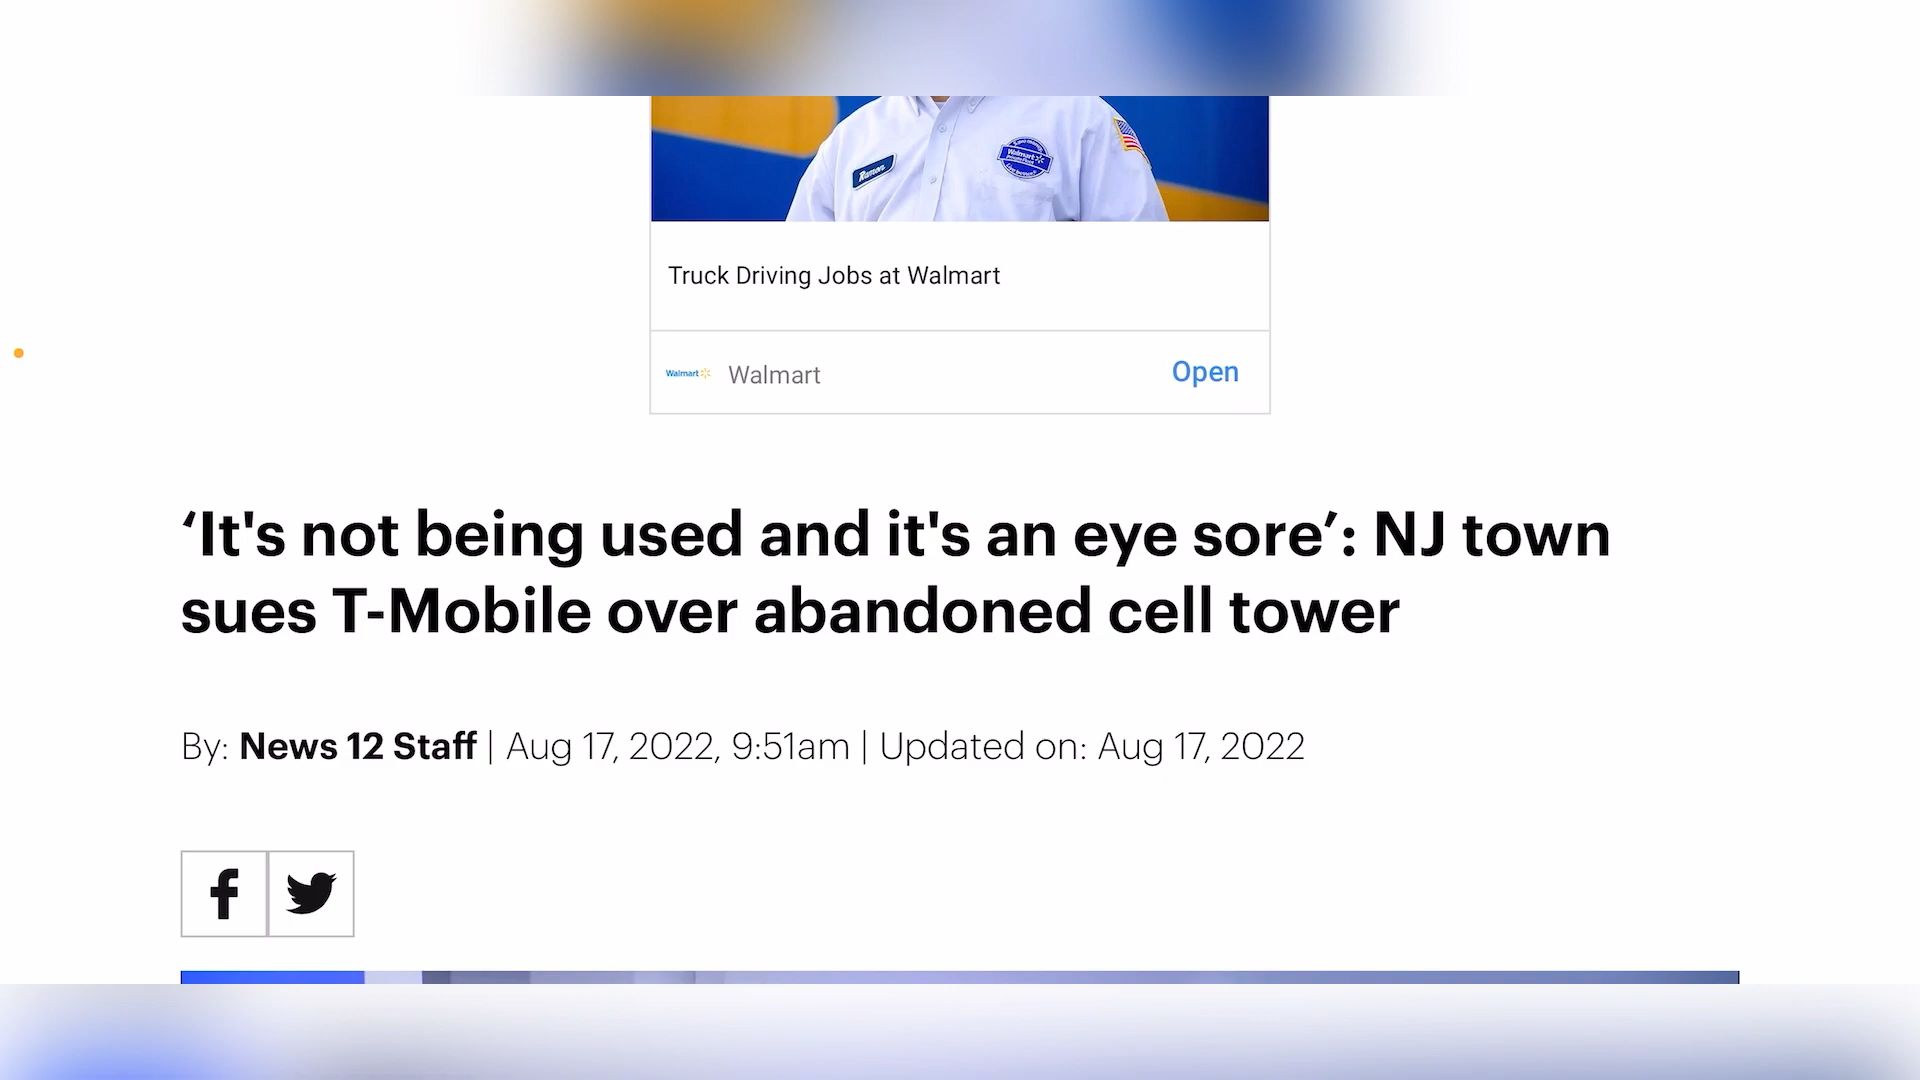 Ramon
Walmart
Truck Driving Jobs at Walmart
Walmart
Walmart
Open
‘It's not being used and it's an eye sore’: NJ town
sues T-Mobile over abandoned cell tower
By: News 12 Staff | Aug 17, 2022, 9:51am | Updated on: Aug 17, 2022